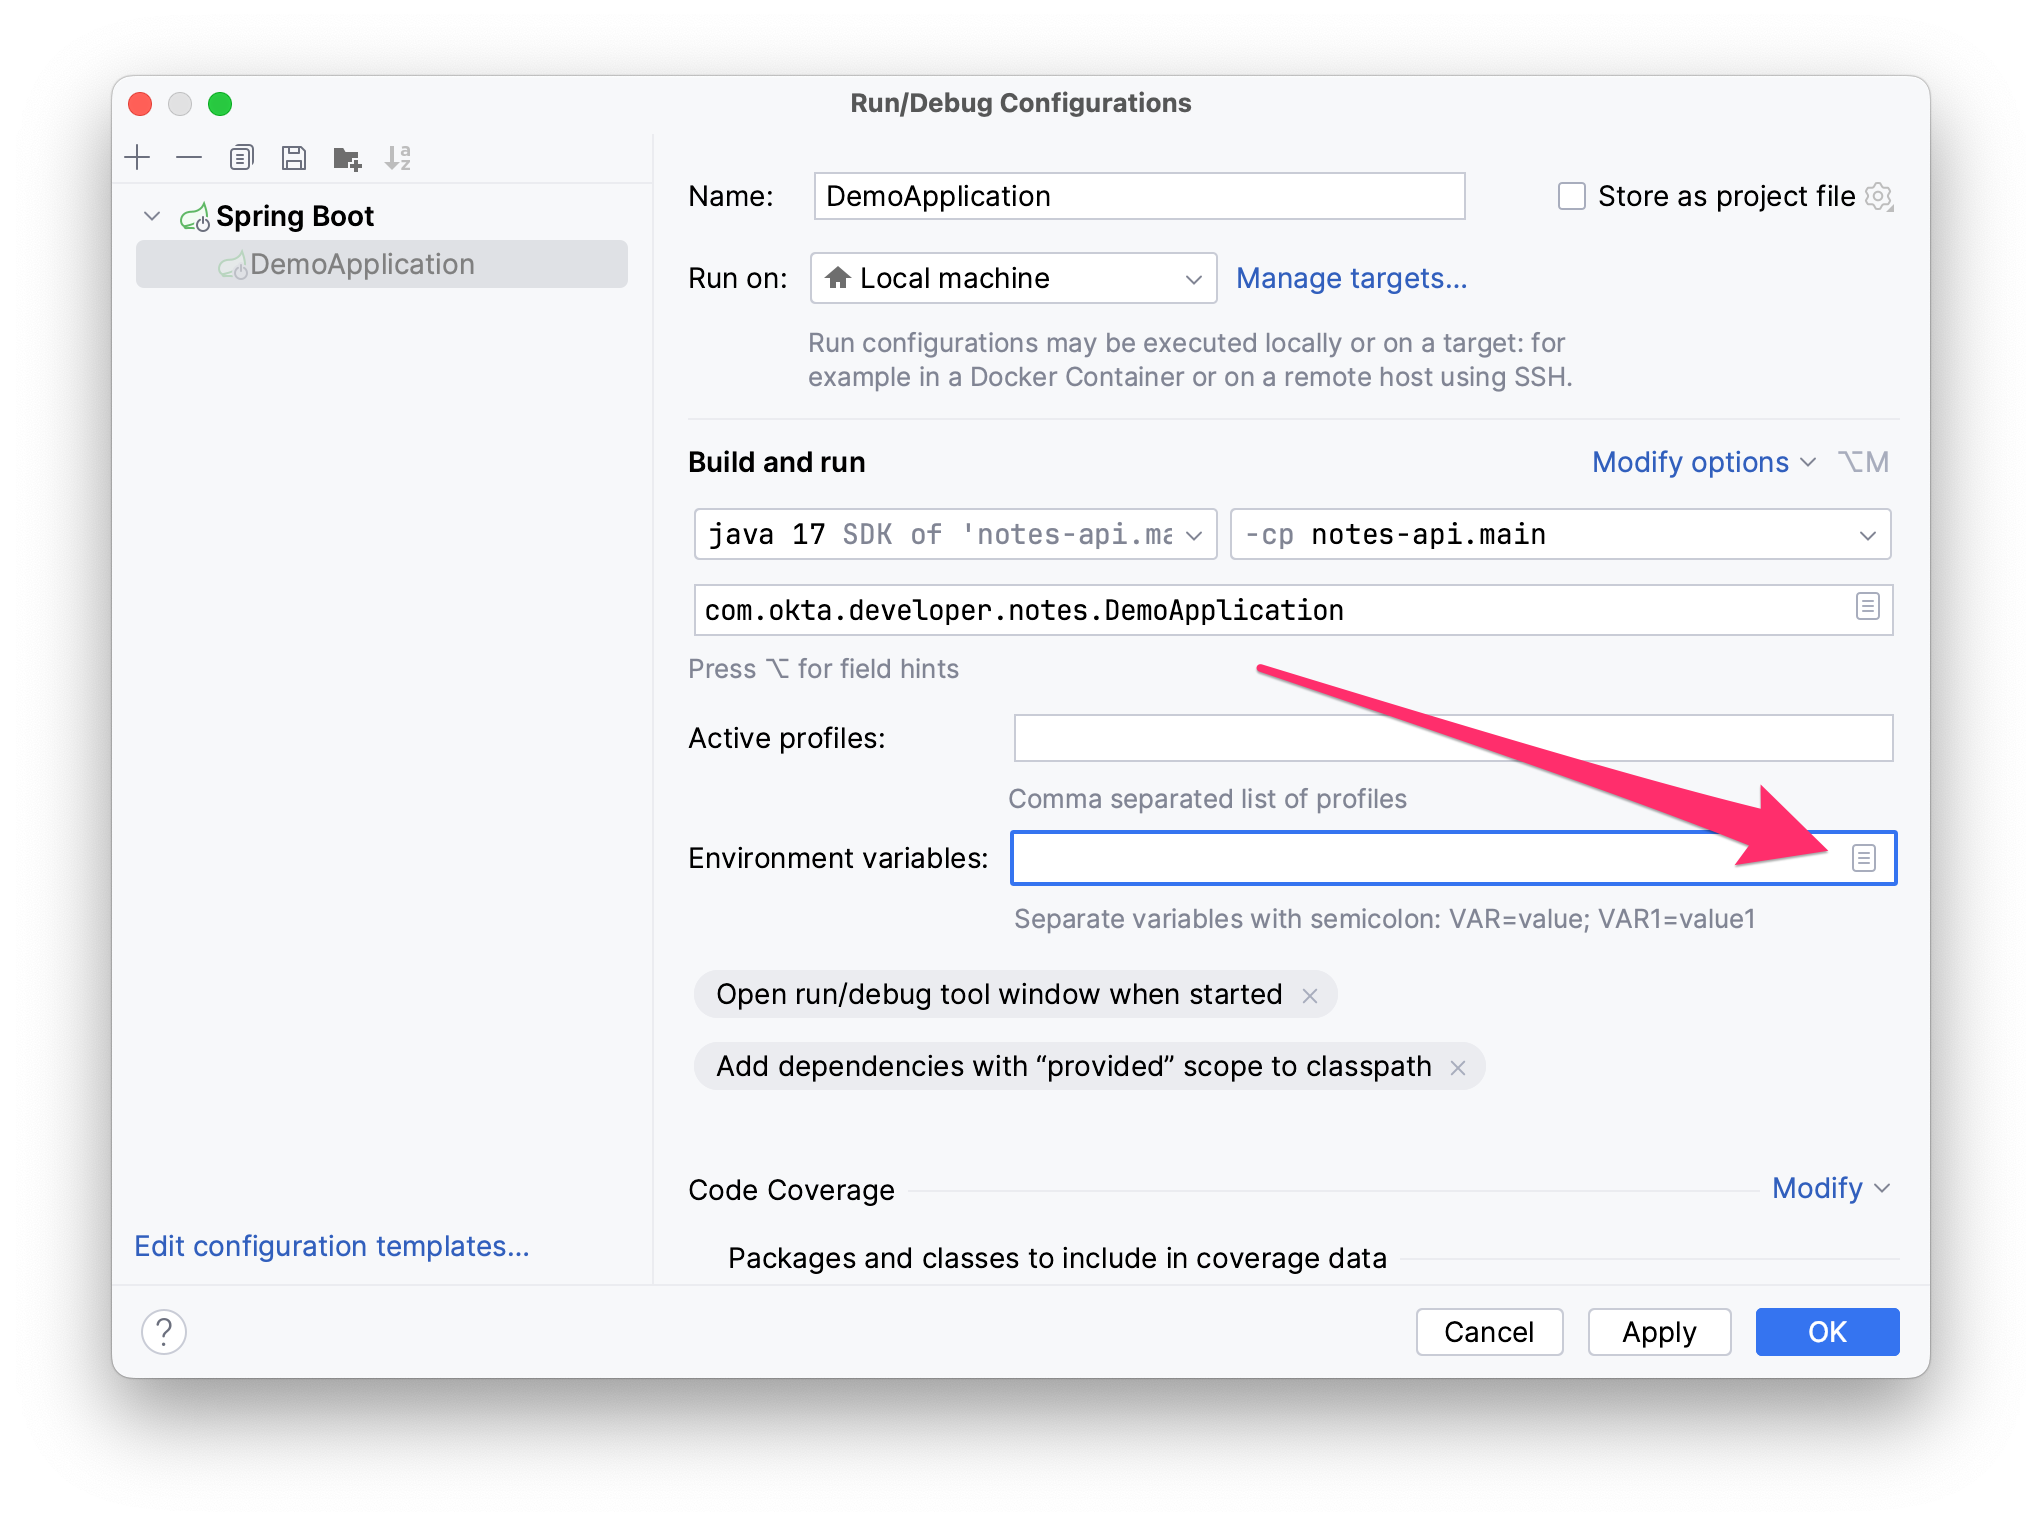 Run/Debug Configurations
Spring Boot
DemoApplication
Edit configuration templates...
Name: DemoApplication Store as project file
Run on: Local machine Manage targets...
Run configurations may be executed locally or on a target: for
example in a Docker Container or on a remote host using SSH.
Build and run Modify options ⌥M
java 17 SDK of 'notes-api.ma -cp notes-api.main
com.okta.developer.notes.DemoApplication
Press ⌥ for field hints
Active profiles:
Comma separated list of profiles
Environment variables:
Separate variables with semicolon: VAR=value; VAR1=value1
Open run/debug tool window when started ×
Add dependencies with “provided” scope to classpath ×
Code Coverage Modify
Packages and classes to include in coverage data
? Cancel Apply OK